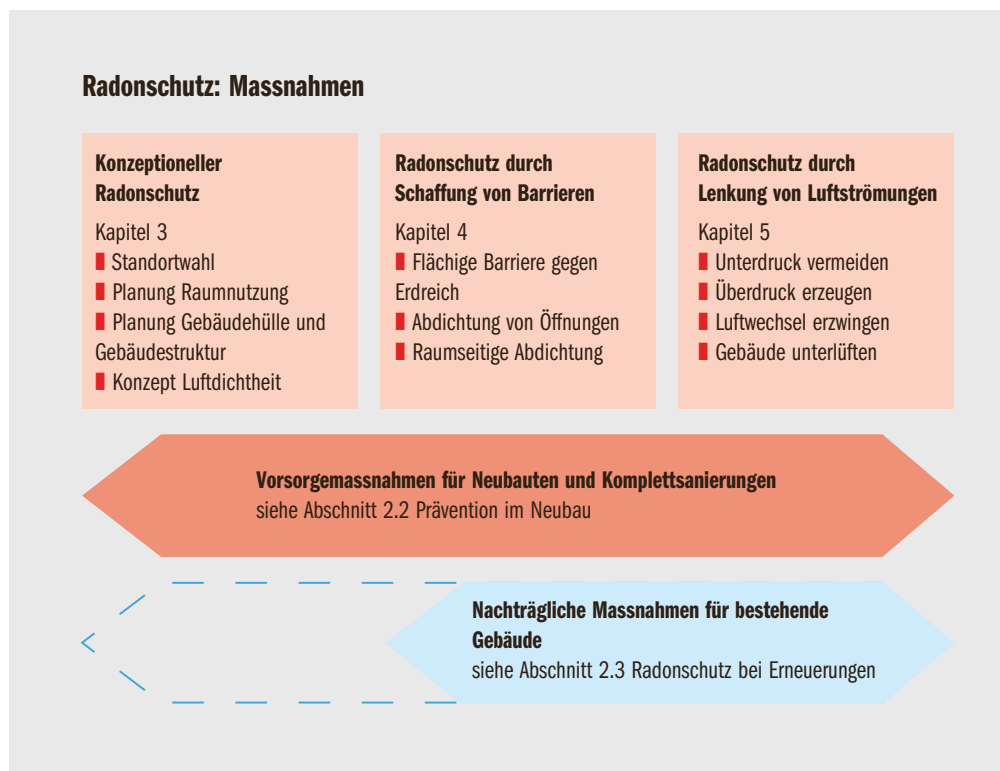 Radonschutz: Massnahmen
Konzeptioneller
Radonschutz
Kapitel 3
Standortwahl
Planung Raumnutzung
Planung Gebäudehülle und
Gebäudestruktur
Konzept Luftdichtheit
Radonschutz durch
Schaffung von Barrieren
Kapitel 4
Flächige Barriere gegen
Erdreich
Abdichtung von Öffnungen
Raumseitige Abdichtung
Radonschutz durch
Lenkung von Luftströmungen
Kapitel 5
Unterdruck vermeiden
Überdruck erzeugen
Luftwechsel erzwingen
Gebäude unterlüften
Vorsorgemassnahmen für Neubauten und Komplettsanierungen
siehe Abschnitt 2.2 Prävention im Neubau
Nachträgliche Massnahmen für bestehende
Gebäude
siehe Abschnitt 2.3 Radonschutz bei Erneuerungen